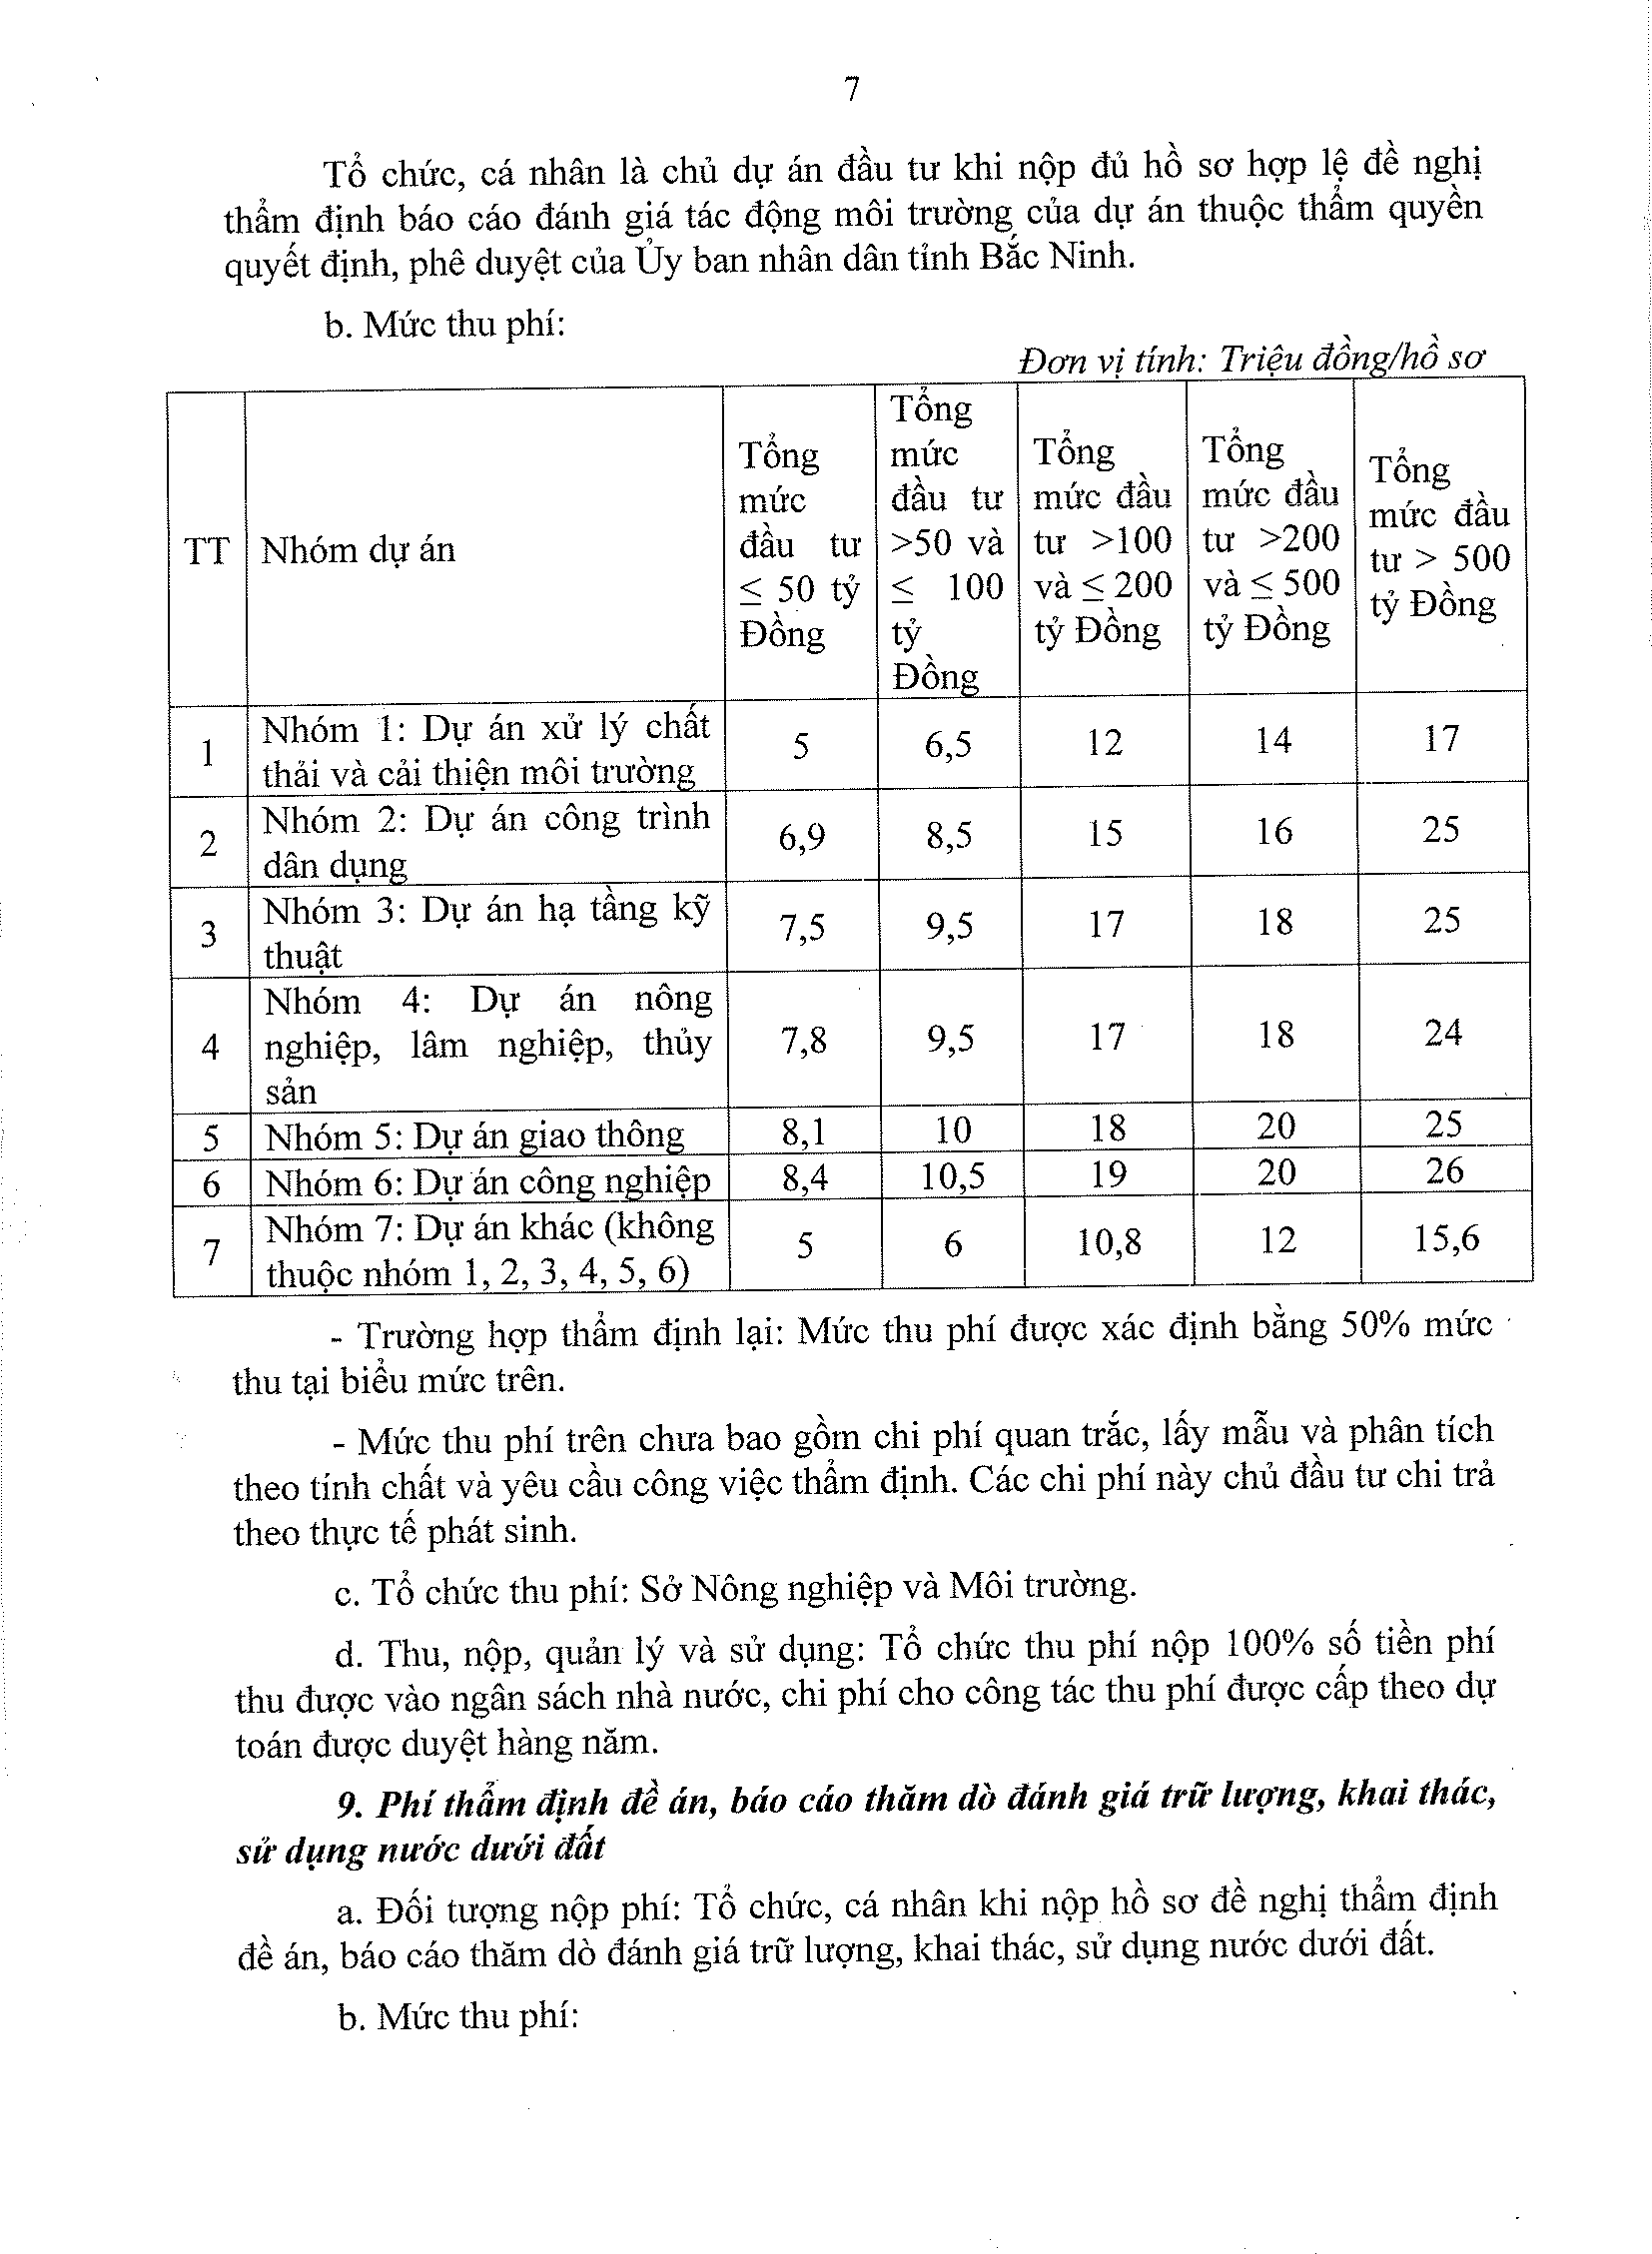 7
Tổ chức, cá nhân là chủ dự án đầu tư khi nộp đủ hồ sơ hợp lệ đề nghị
thẩm định báo cáo đánh giá tác động môi trường của dự án thuộc thẩm quyền
quyết định, phê duyệt của Ủy ban nhân dân tỉnh Bắc Ninh.
b. Mức thu phí:
Đơn vị tính: Triệu đồng/hồ sơ
TT
Nhóm dự án
Tổng
mức
đầu tư
≤ 50 tỷ
Đồng
Tổng
mức
đầu tư
>50 và
≤ 100
tỷ
Đồng
Tổng
mức đầu
tư >100
và ≤ 200
tỷ Đồng
Tổng
mức đầu
tư >200
và ≤ 500
tỷ Đồng
Tổng
mức đầu
tư > 500
tỷ Đồng
1
Nhóm 1: Dự án xử lý chất
thải và cải thiện môi trường
5
6,5
12
14
17
2
Nhóm 2: Dự án công trình
dân dụng
6,9
8,5
15
16
25
3
Nhóm 3: Dự án hạ tầng kỹ
thuật
7,5
9,5
17
18
25
4
Nhóm 4: Dự án nông
nghiệp, lâm nghiệp, thủy
sản
7,8
9,5
17
18
24
5
Nhóm 5: Dự án giao thông
8,1
10
18
20
25
6
Nhóm 6: Dự án công nghiệp
8,4
10,5
19
20
26
7
Nhóm 7: Dự án khác (không
thuộc nhóm 1, 2, 3, 4, 5, 6)
5
6
10,8
12
15,6
- Trường hợp thẩm định lại: Mức thu phí được xác định bằng 50% mức
thu tại biểu mức trên.
- Mức thu phí trên chưa bao gồm chi phí quan trắc, lấy mẫu và phân tích
theo tính chất và yêu cầu công việc thẩm định. Các chi phí này chủ đầu tư chi trả
theo thực tế phát sinh.
c. Tổ chức thu phí: Sở Nông nghiệp và Môi trường.
d. Thu, nộp, quản lý và sử dụng: Tổ chức thu phí nộp 100% số tiền phí
thu được vào ngân sách nhà nước, chi phí cho công tác thu phí được cấp theo dự
toán được duyệt hàng năm.
9. Phí thẩm định đề án, báo cáo thăm dò đánh giá trữ lượng, khai thác,
sử dụng nước dưới đất
a. Đối tượng nộp phí: Tổ chức, cá nhân khi nộp hồ sơ đề nghị thẩm định
đề án, báo cáo thăm dò đánh giá trữ lượng, khai thác, sử dụng nước dưới đất.
b. Mức thu phí: